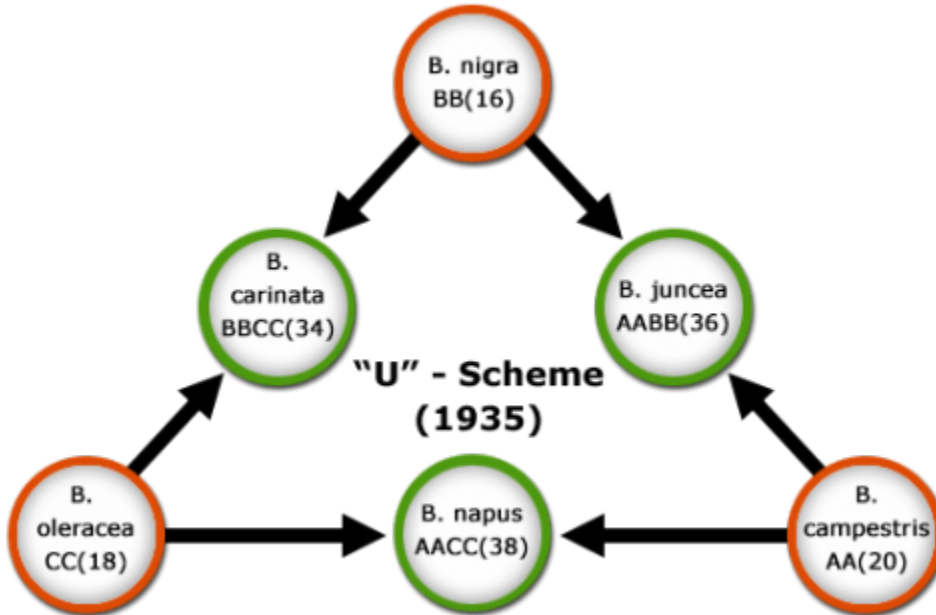 B. nigra
BB(16)
B.
carinata
BBCC(34)
B. juncea
AABB(36)
“U” - Scheme
(1935)
B.
oleracea
CC(18)
B. napus
AACC(38)
B.
campestris
AA(20)